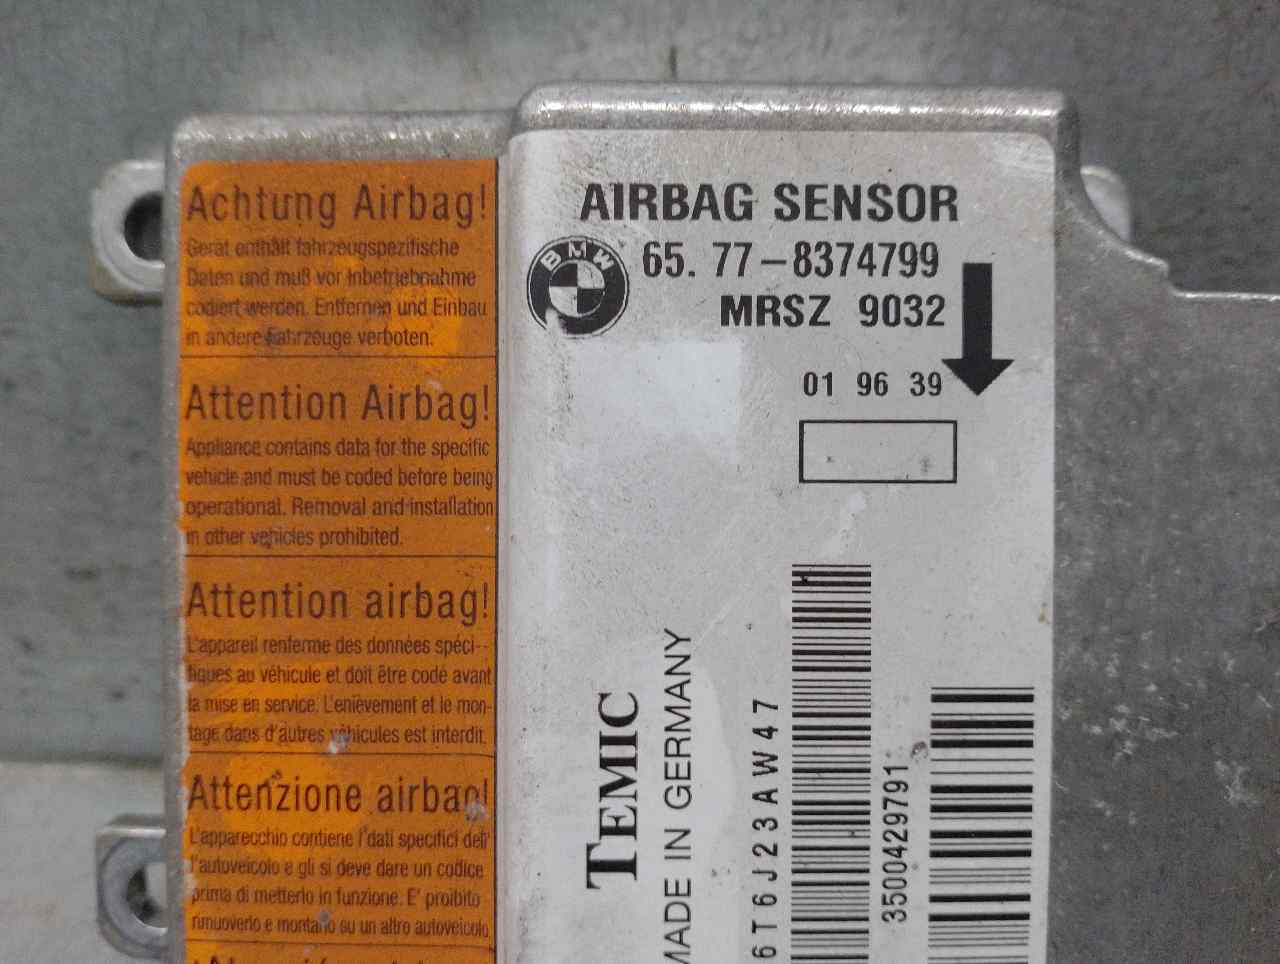 Achtung Airbag!
Gerät enthält fahrzeugspezifische
Daten und muß vor Inbetriebnahme
codiert werden. Entfernen und Einbau
in andere Fahrzeuge verboten.
Attention Airbag!
Appliance contains data for the specific
vehicle and must be coded before being
operational. Removal and installation
in other vehicles prohibited.
Attention airbag!
L'appareil renferme des données spéci-
fiques au véhicule et doit être codé avant
la mise en service. L'enièvement et le mon-
tage dans d'autres véhicules est interdit.
Attenzione airbag!
L'apparecchio contiene i dati specifici dell'
l'autoveicolo e gli si deve dare un codice
prima di metterlo in funzione. E' proibito
rimuoverlo e montarlo su un altro autoveicolo.
AIRBAG SENSOR
BMW
65. 77-8374799
MRSZ 9032
01 96 39
TEMIC
MADE IN GERMANY
6T6J23AW47
350042979​1